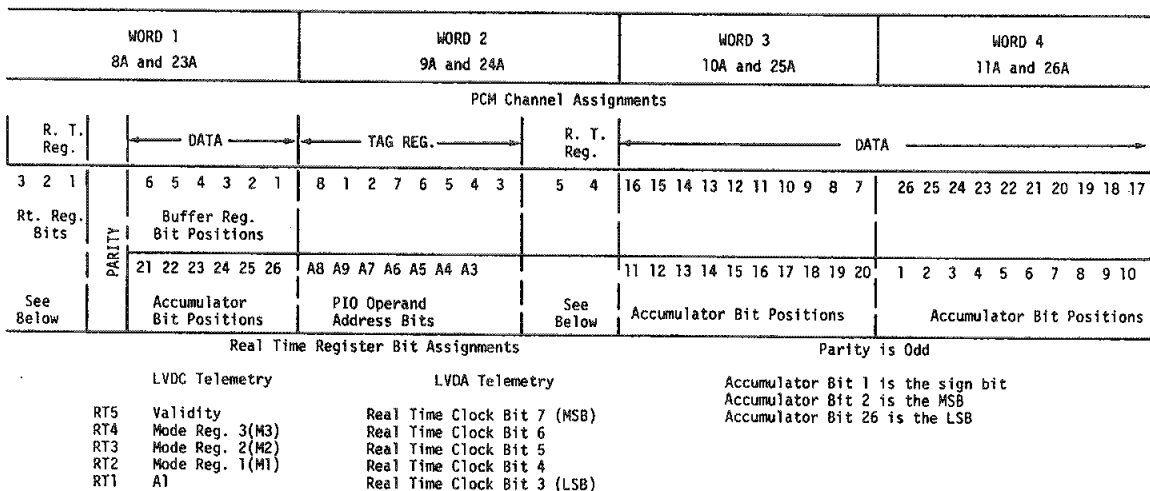 WORD 1 WORD 2 WORD 3 WORD 4
8A and 23A 9A and 24A 10A and 25A 11A and 26A
PCM Channel Assignments
R. T. Reg. DATA TAG REG. R. T. Reg. DATA
3 2 1 6 5 4 3 2 1 8 1 2 7 6 5 4 3 5 4 16 15 14 13 12 11 10 9 8 7 26 25 24 23 22 21 20 19 18 17
Rt. Reg. Bits PARITY Buffer Reg. Bit Positions
21 22 23 24 25 26 A8 A9 A7 A6 A5 A4 A3 11 12 13 14 15 16 17 18 19 20 1 2 3 4 5 6 7 8 9 10
See Below Accumulator Bit Positions PIO Operand Address Bits See Below Accumulator Bit Positions Accumulator Bit Positions
Real Time Register Bit Assignments Parity is Odd
LVDC Telemetry LVDA Telemetry Accumulator Bit 1 is the sign bit
Accumulator Bit 2 is the MSB
RT5 Validity Real Time Clock Bit 7 (MSB) Accumulator Bit 26 is the LSB
RT4 Mode Reg. 3(M3) Real Time Clock Bit 6
RT3 Mode Reg. 2(M2) Real Time Clock Bit 5
RT2 Mode Reg. 1(M1) Real Time Clock Bit 4
RT1 A1 Real Time Clock Bit 3 (LSB)